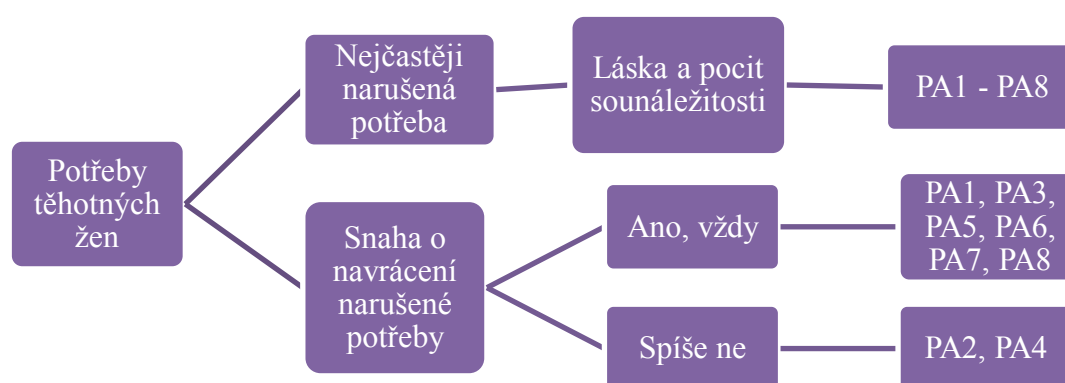 Potřeby
těhotných
žen
Nejčastěji
narušená
potřeba
Láska a pocit
sounáležitosti
PA1 - PA8
Snaha o
navrácení
narušené
potřeby
Ano, vždy
PA1, PA3,
PA5, PA6,
PA7, PA8
Spíše ne
PA2, PA4